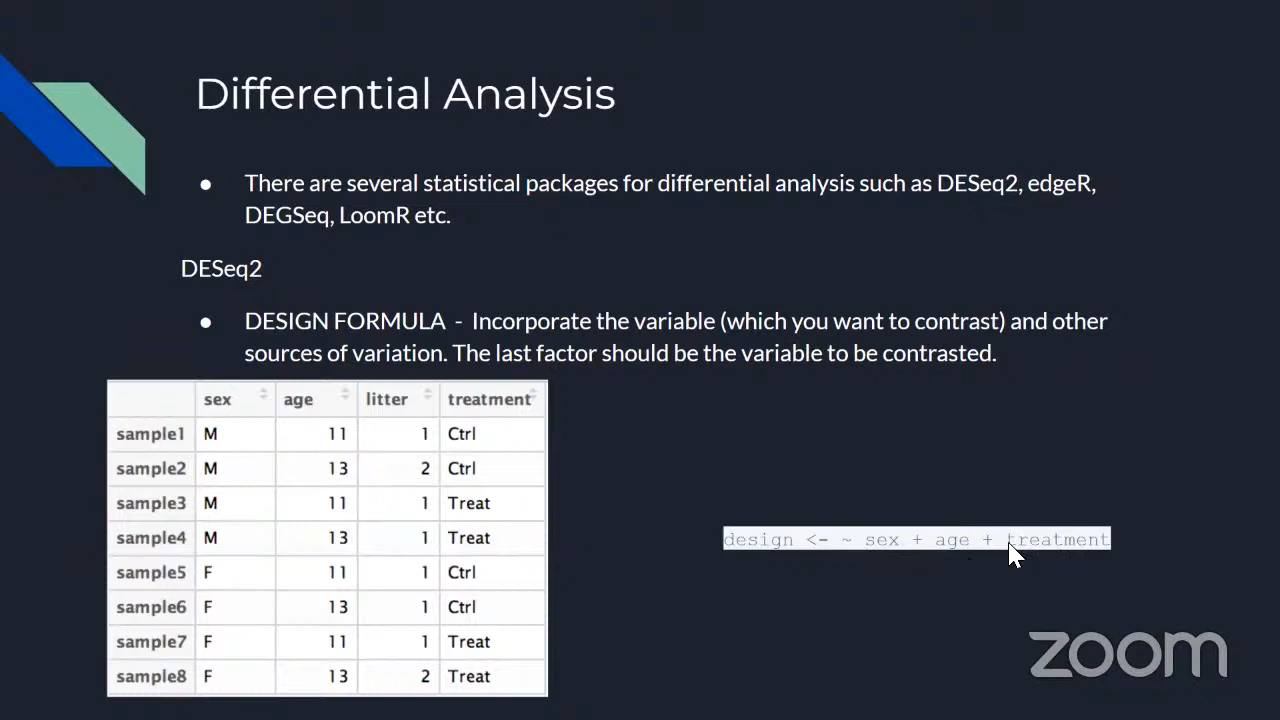 Differential Analysis
● There are several statistical packages for differential analysis such as DESeq2, edgeR,
DEGSeq, LoomR etc.
DESeq2
● DESIGN FORMULA - Incorporate the variable (which you want to contrast) and other
sources of variation. The last factor should be the variable to be contrasted.
sex age litter treatment
sample1 M 11 1 Ctrl
sample2 M 13 2 Ctrl
sample3 M 11 1 Treat
sample4 M 13 1 Treat
sample5 F 11 1 Ctrl
sample6 F 13 1 Ctrl
sample7 F 11 1 Treat
sample8 F 13 2 Treat
design <- ~ sex + age + treatment
zoom